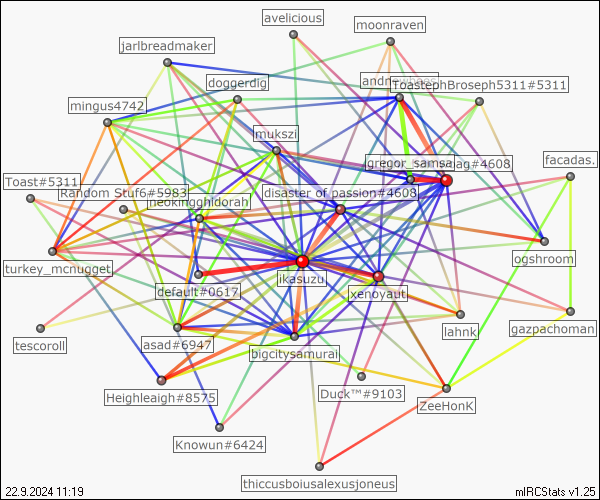 avelicious
moonraven
jarlbreadmaker
doggerdig
ToastephBroseph5311#5311
mingus4742
mukszi
gregor_samsa
salag#4608
facadas.
Toast#5311
Random Stuf6#5983
disaster of passion#4608
neokingghidorah
ogshroom
turkey_mcnugget
ikasuzu
default#0617
xenoyaut
gazpachoman
lahnk
tescoroll
asad#6947
bigcitysamurai
Heighleaigh#8575
Duck™#9103
ZeeHonK
Knowun#6424
thiccusboiusalexusjoneus
22.9.2024 11:19
mIRCStats v1.25